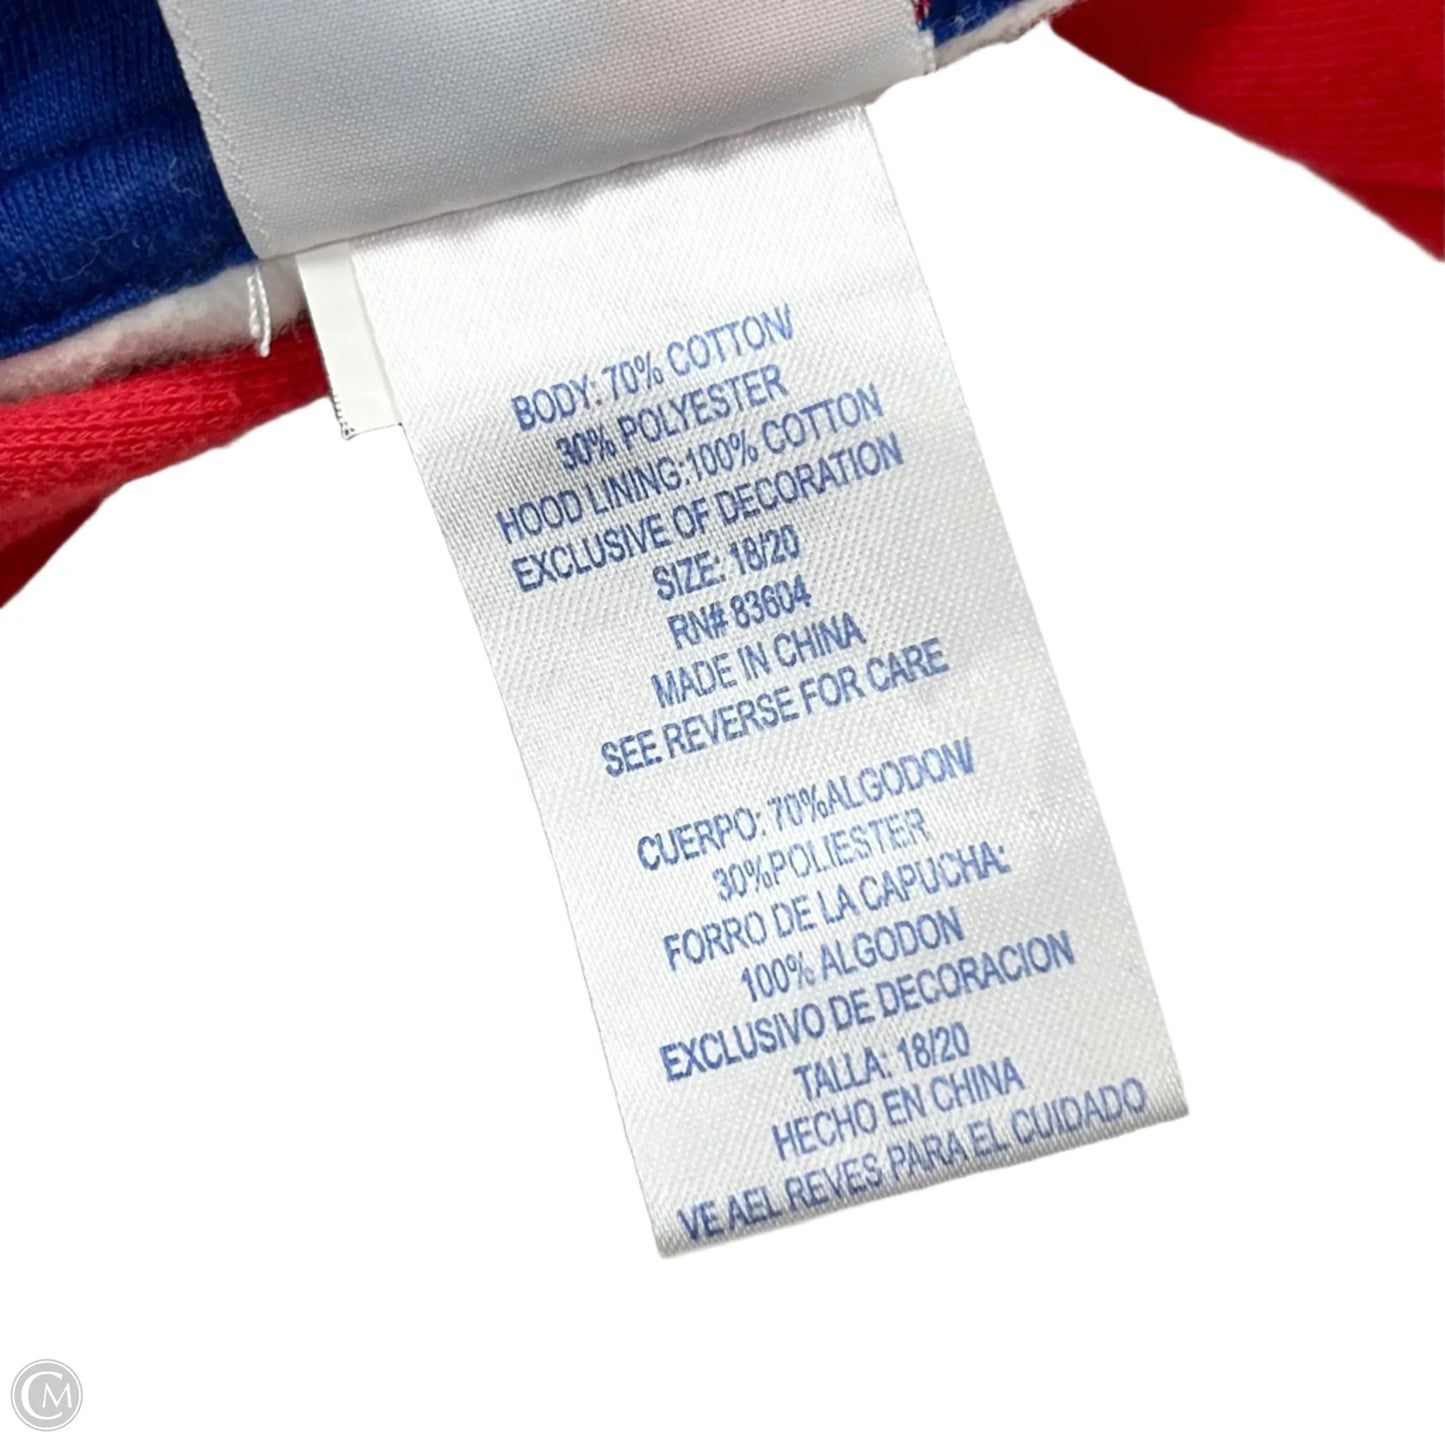 BODY: 70% COTTON/
30% POLYESTER
HOOD LINING:100% COTTON
EXCLUSIVE OF DECORATION
SIZE: 18/20
RN# 83604
MADE IN CHINA
SEE REVERSE FOR CARE
CUERPO: 70%ALGODON/
30%POLIESTER
FORRO DE LA CAPUCHA:
100% ALGODON
EXCLUSIVO DE DECORACION
TALLA: 18/20
HECHO EN CHINA
VE AEL REVES PARA EL CUIDADO
CM